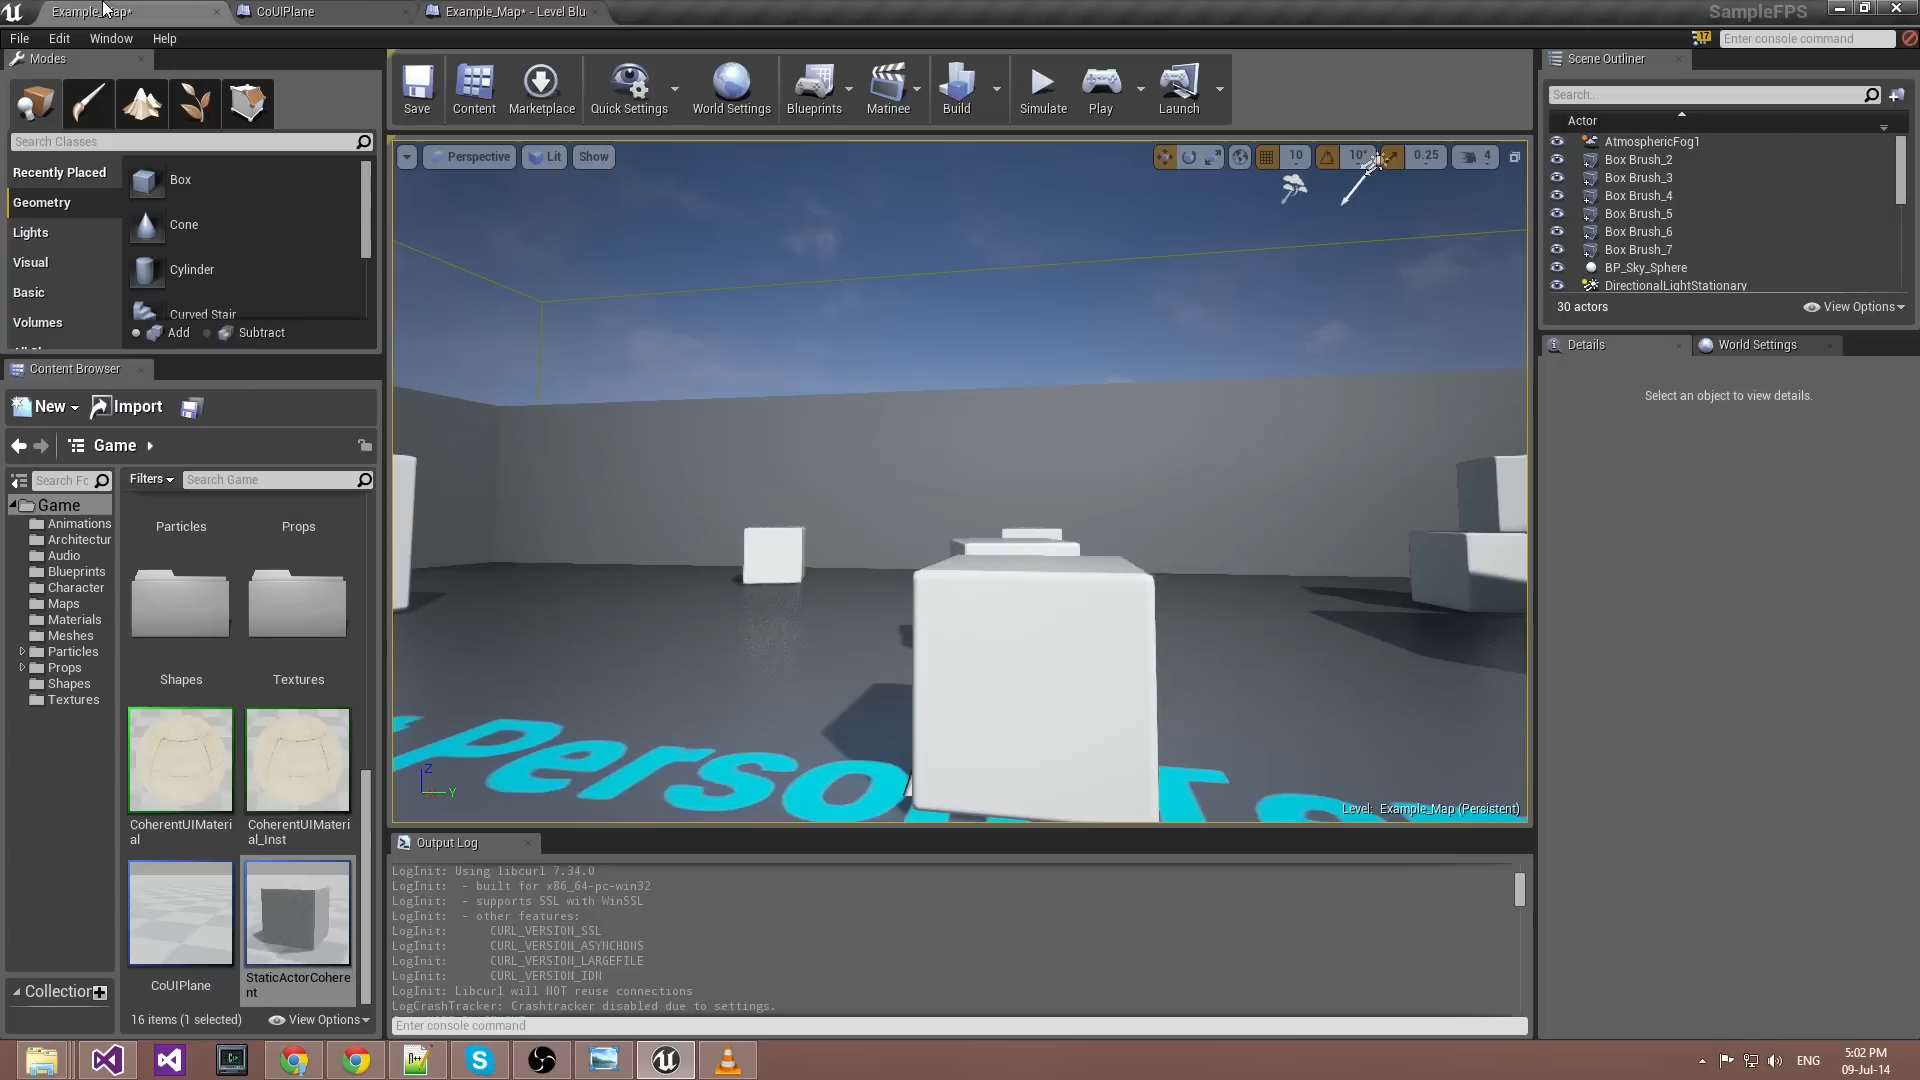 Example_Map*
CoUIPlane
Example_Map* - Level Blu
SampleFPS
File
Edit
Window
Help
17
Enter console command
Modes
Search Classes
Recently Placed
Geometry
Lights
Visual
Basic
Volumes
Box
Cone
Cylinder
Curved Stair
Add
Subtract
Save
Content
Marketplace
Quick Settings
World Settings
Blueprints
Matinee
Build
Simulate
Play
Launch
Perspective
Lit
Show
10
10°
0.25
4
Z
Y
Level: Example_Map (Persistent)
Scene Outliner
Search...
Actor
AtmosphericFog1
Box Brush_2
Box Brush_3
Box Brush_4
Box Brush_5
Box Brush_6
Box Brush_7
BP_Sky_Sphere
DirectionalLightStationary
30 actors
View Options
Details
World Settings
Select an object to view details.
Content Browser
New
Import
Game
Search Fc
Filters
Search Game
Game
Animations
Architectur
Audio
Blueprints
Character
Maps
Materials
Meshes
Particles
Props
Shapes
Textures
Particles
Props
Shapes
Textures
CoherentUIMateri
al
CoherentUIMateri
al_Inst
CoUIPlane
StaticActorCohere
nt
Collection
16 items (1 selected)
View Options
Output Log
LogInit: Using libcurl 7.34.0
LogInit:  - built for x86_64-pc-win32
LogInit:  - supports SSL with WinSSL
LogInit:  - other features:
LogInit:      CURL_VERSION_SSL
LogInit:      CURL_VERSION_ASYNCHDNS
LogInit:      CURL_VERSION_LARGEFILE
LogInit:      CURL_VERSION_IDN
LogInit: Libcurl will NOT reuse connections
LogCrashTracker: Crashtracker disabled due to settings.
Enter console command
ENG
5:02 PM
09-Jul-14